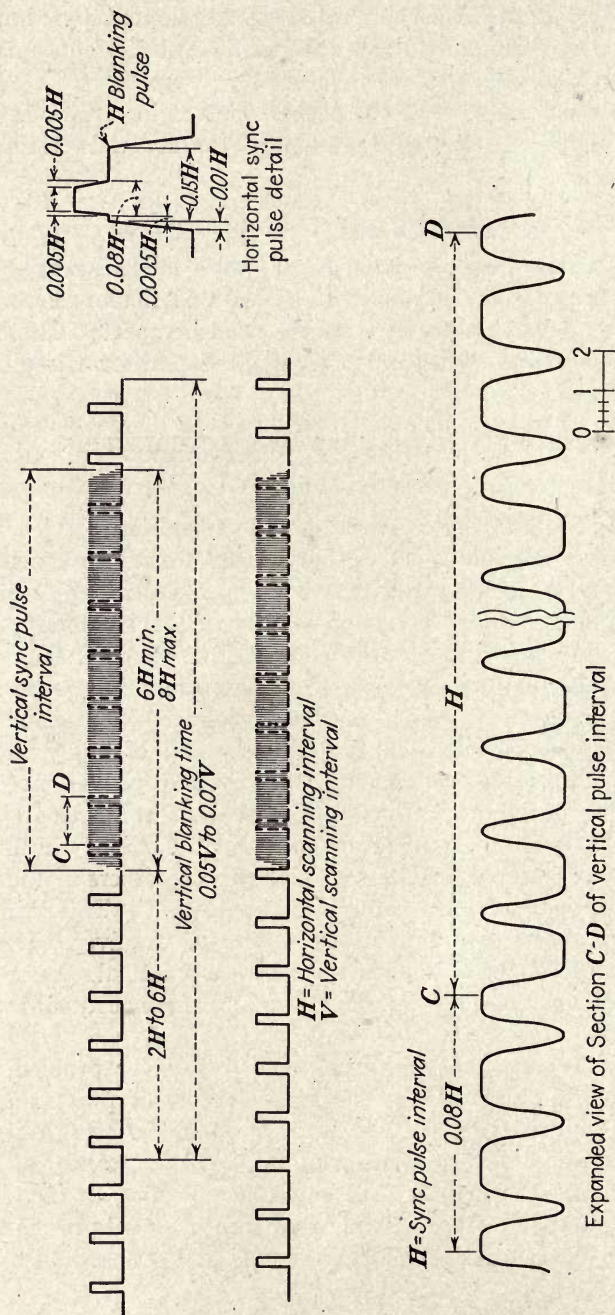 0.005H
0.005H
H Blanking
pulse
0.08H
0.005H
0.15H
0.01H
Horizontal sync
pulse detail
Vertical sync pulse
interval
C
D
6H min.
8H max.
2H to 6H
Vertical blanking time
0.05V to 0.07V
H = Horizontal scanning interval
V = Vertical scanning interval
H = Sync pulse interval
0.08H
C
H
D
0
1
2
Expanded view of Section C-D of vertical pulse interval